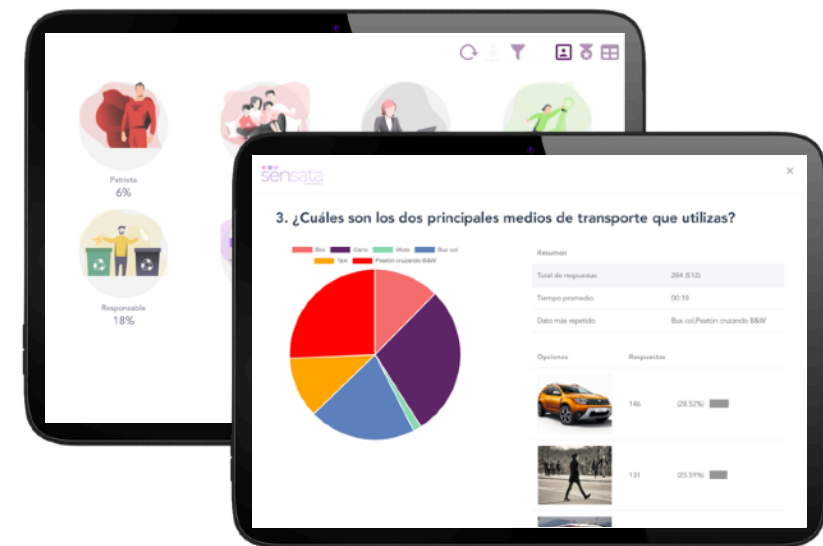 Patriota
6%
Responsable
18%
sensata
3. ¿Cuáles son los dos principales medios de transporte que utilizas?
Bici Carro Moto Bus col
Taxi Peatón cruzando B&W
Resumen
Total de respuestas 284 (512)
Tiempo promedio 00:10
Dato más repetido Bus col,Peatón cruzando B&W
Opciones Respuestas
146 (28.52%)
131 (25.59%)